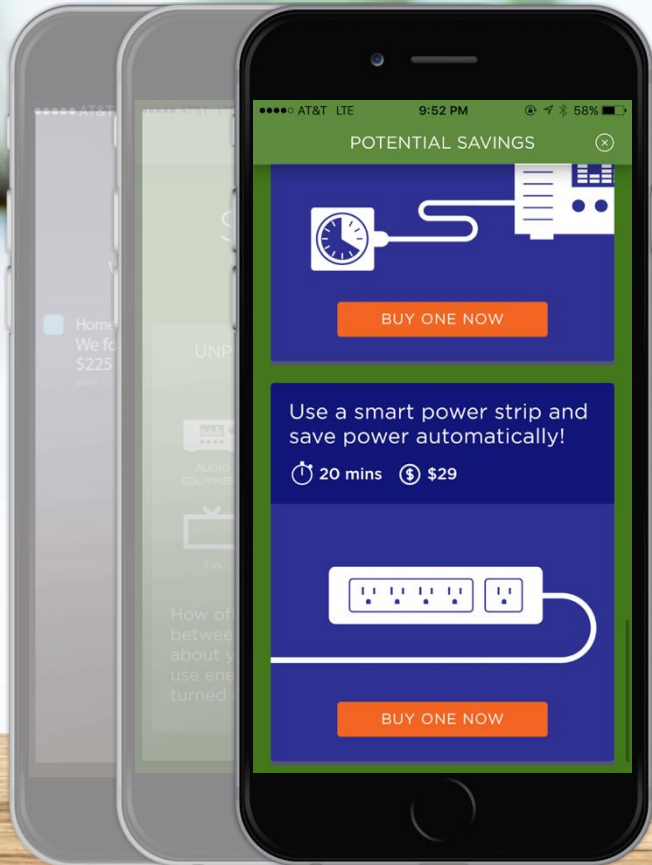 AT&T
AT&T
AT&T LTE 9:52 PM 58%
POTENTIAL SAVINGS
Home
We fo
$225
UNP
AUDIO
EQUIPMEN
TVs
How of
between
about y
use ene
turned
BUY ONE NOW
Use a smart power strip and
save power automatically!
20 mins $ $29
BUY ONE NOW